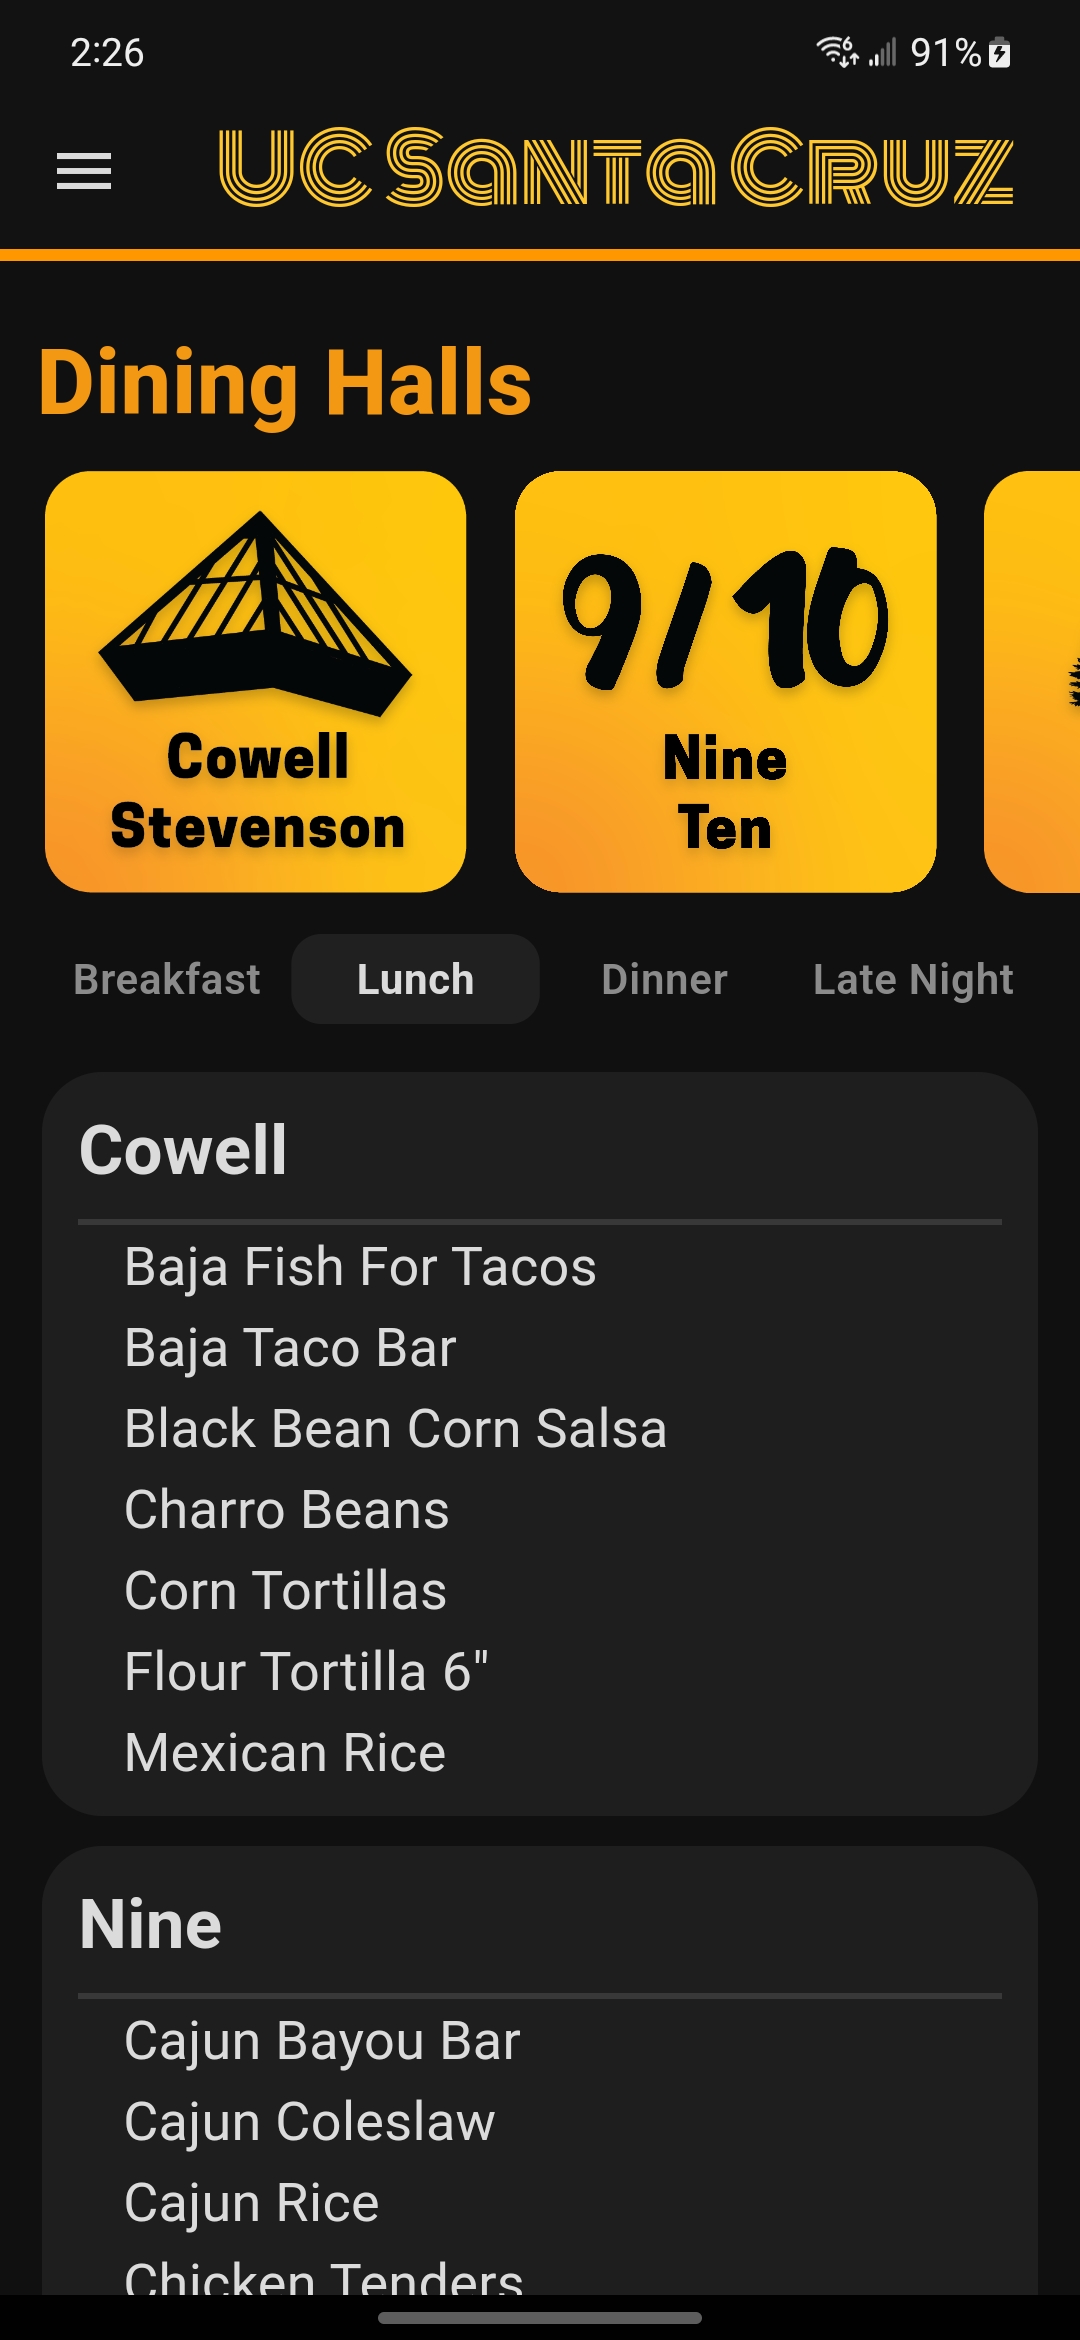 2:26
91%
UC Santa Cruz
Dining Halls
9/10
Cowell
Stevenson
Nine
Ten
Breakfast
Lunch
Dinner
Late Night
Cowell
Baja Fish For Tacos
Baja Taco Bar
Black Bean Corn Salsa
Charro Beans
Corn Tortillas
Flour Tortilla 6"
Mexican Rice
Nine
Cajun Bayou Bar
Cajun Coleslaw
Cajun Rice
Chicken Tenders